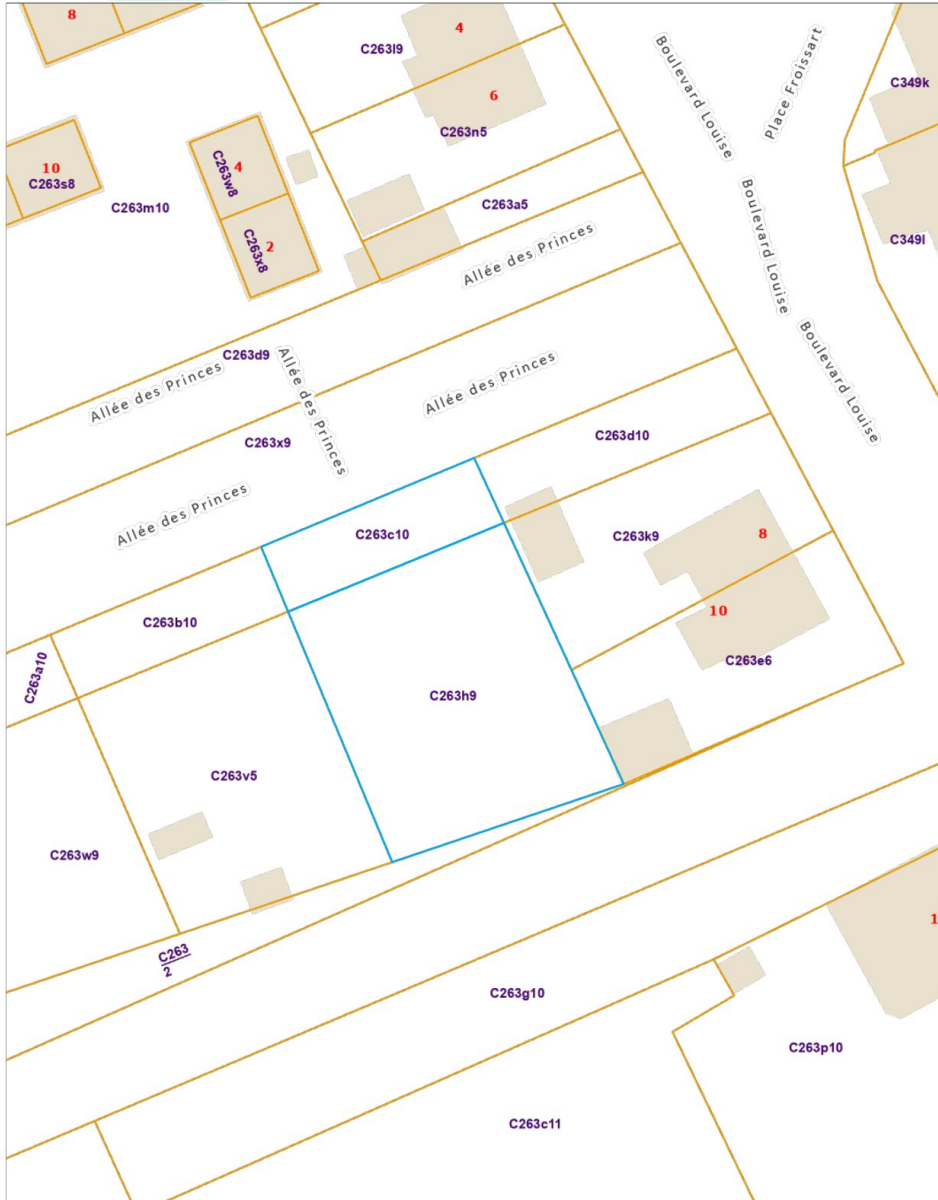 8
C263l9
4
6
C263n5
Boulevard Louise
Place Froissart
C349k
10
C263s8
C263m10
C263w8
4
C263x8
2
C263a5
Allée des Princes
Boulevard Louise
C349l
C263d9
Allée des Princes
Allée des Princes
Allée des Princes
Boulevard Louise
C263x9
C263d10
Allée des Princes
C263c10
C263k9
8
C263b10
10
C263a10
C263e6
C263h9
C263v5
C263w9
C263
2
C263g10
1
C263p10
C263c11